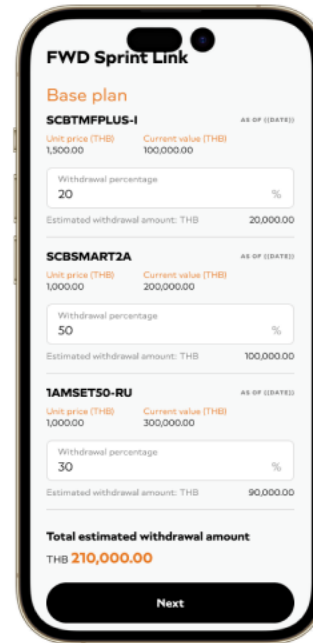 FWD Sprint Link
Base plan
SCBTMFPLUS-I AS OF {{DATE}}
Unit price (THB) Current value (THB)
1,500.00 100,000.00
Withdrawal percentage
20 %
Estimated withdrawal amount: THB 20,000.00
SCBSMART2A AS OF {{DATE}}
Unit price (THB) Current value (THB)
1,000.00 200,000.00
Withdrawal percentage
50 %
Estimated withdrawal amount: THB 100,000.00
1AMSET50-RU AS OF {{DATE}}
Unit price (THB) Current value (THB)
1,000.00 300,000.00
Withdrawal percentage
30 %
Estimated withdrawal amount: THB 90,000.00
Total estimated withdrawal amount
THB 210,000.00
Next